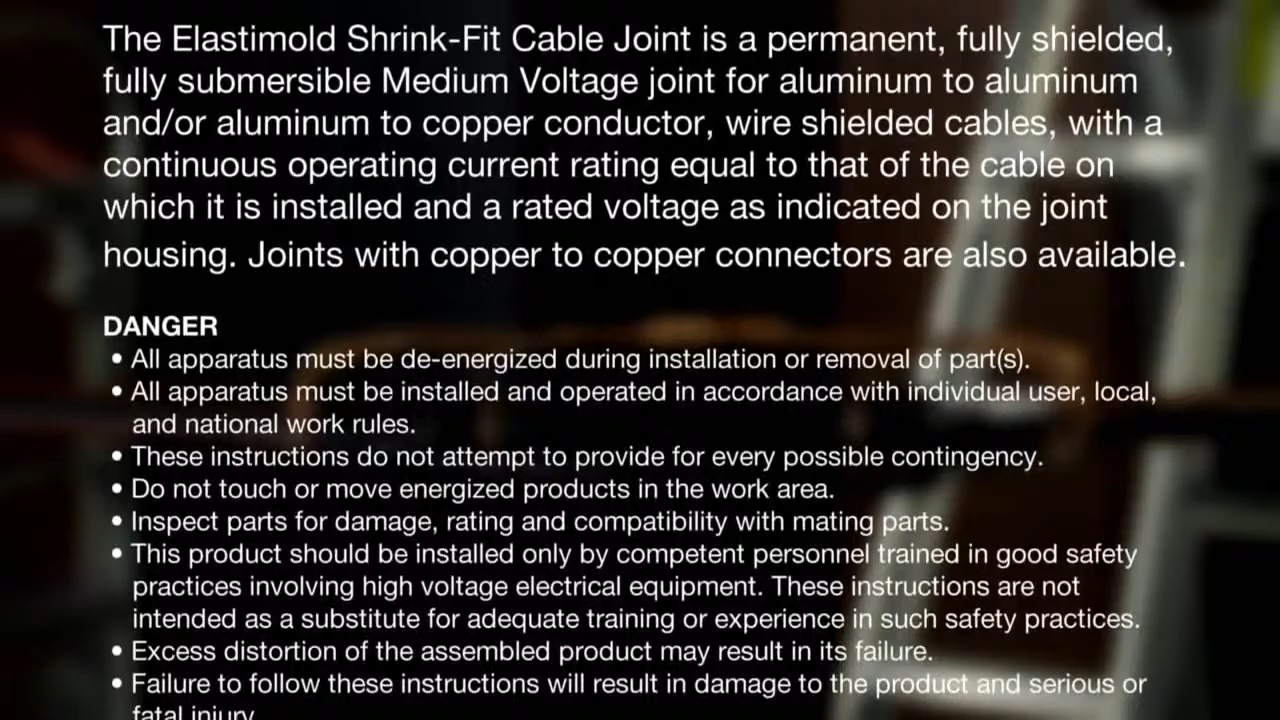 The Elastimold Shrink-Fit Cable Joint is a permanent, fully shielded,
fully submersible Medium Voltage joint for aluminum to aluminum
and/or aluminum to copper conductor, wire shielded cables, with a
continuous operating current rating equal to that of the cable on
which it is installed and a rated voltage as indicated on the joint
housing. Joints with copper to copper connectors are also available.
DANGER
• All apparatus must be de-energized during installation or removal of part(s).
• All apparatus must be installed and operated in accordance with individual user, local,
and national work rules.
• These instructions do not attempt to provide for every possible contingency.
• Do not touch or move energized products in the work area.
• Inspect parts for damage, rating and compatibility with mating parts.
• This product should be installed only by competent personnel trained in good safety
practices involving high voltage electrical equipment. These instructions are not
intended as a substitute for adequate training or experience in such safety practices.
• Excess distortion of the assembled product may result in its failure.
• Failure to follow these instructions will result in damage to the product and serious or
fatal injury